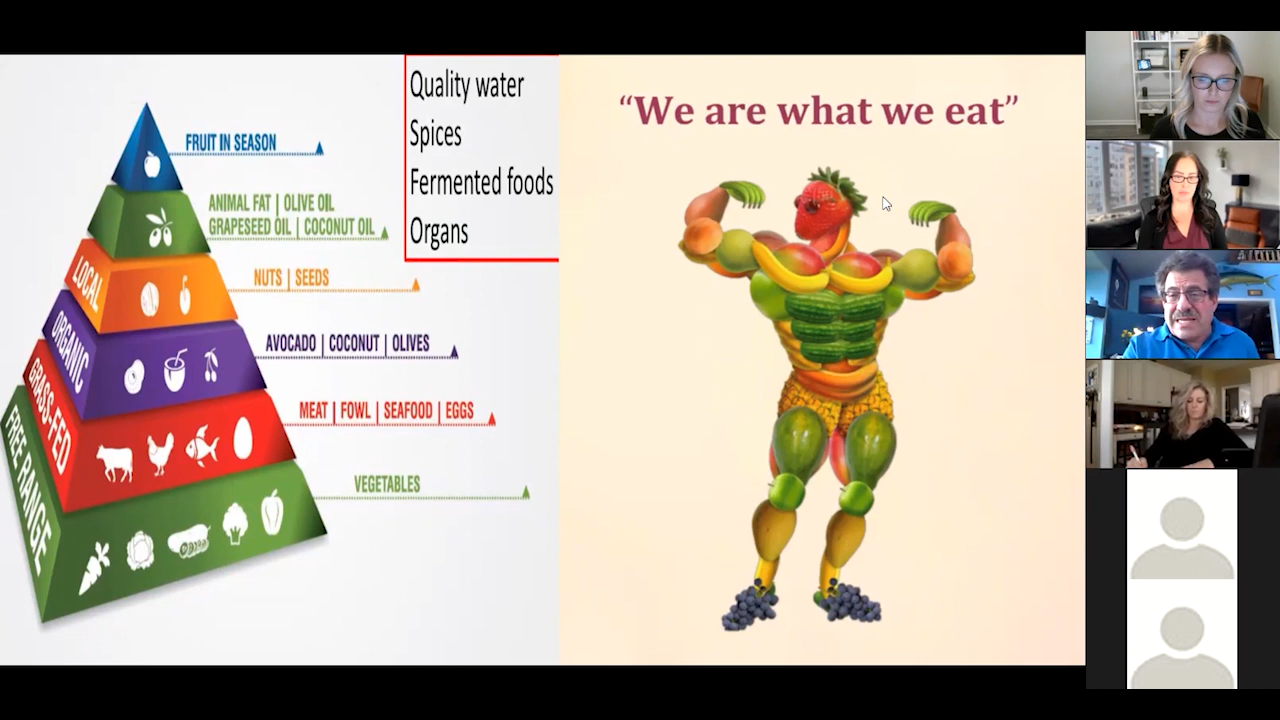 Quality water
Spices
Fermented foods
Organs
FRUIT IN SEASON
ANIMAL FAT | OLIVE OIL
GRAPESEED OIL | COCONUT OIL
LOCAL
NUTS | SEEDS
ORGANIC
AVOCADO | COCONUT | OLIVES
GRASS-FED
MEAT | FOWL | SEAFOOD | EGGS
FREE RANGE
VEGETABLES
“We are what we eat”